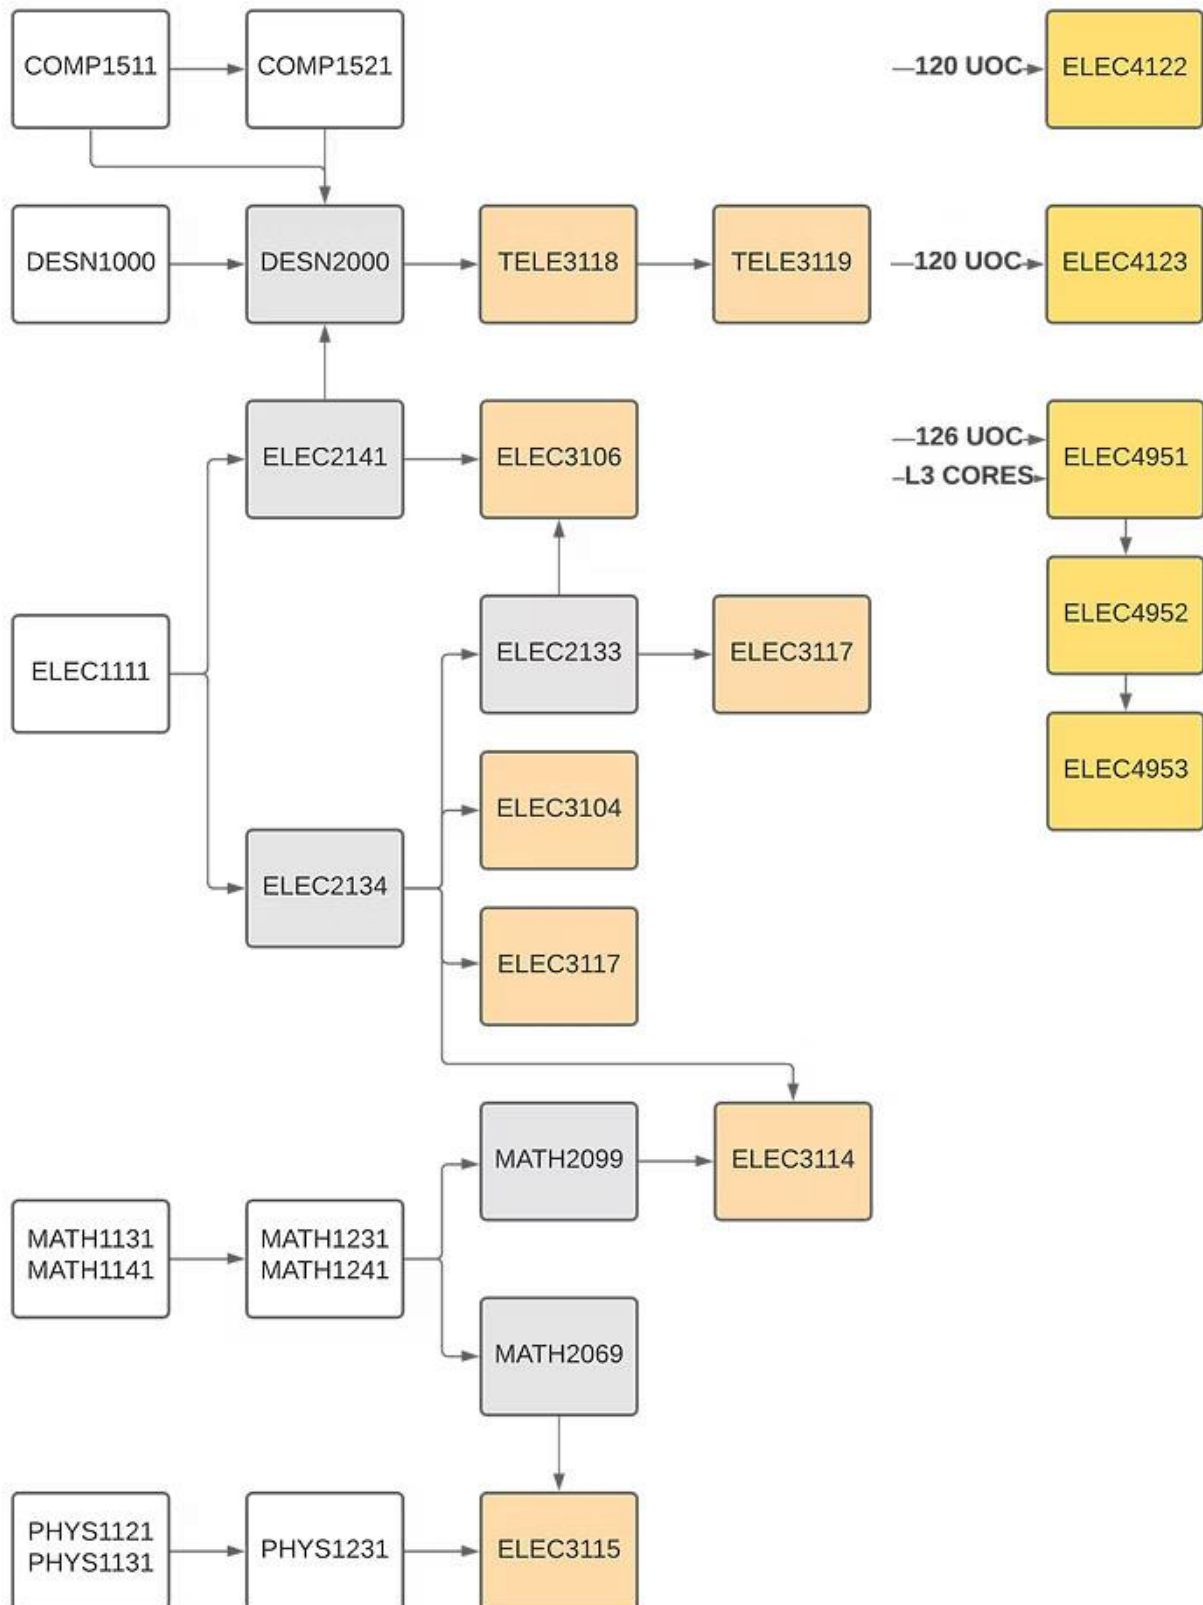 COMP1511
COMP1521
120 UOC
ELEC4122
DESN1000
DESN2000
TELE3118
TELE3119
120 UOC
ELEC4123
ELEC2141
ELEC3106
126 UOC
L3 CORES
ELEC4951
ELEC1111
ELEC2133
ELEC3117
ELEC4952
ELEC3104
ELEC4953
ELEC2134
ELEC3117
MATH2099
ELEC3114
MATH1131
MATH1141
MATH1231
MATH1241
MATH2069
PHYS1121
PHYS1131
PHYS1231
ELEC3115